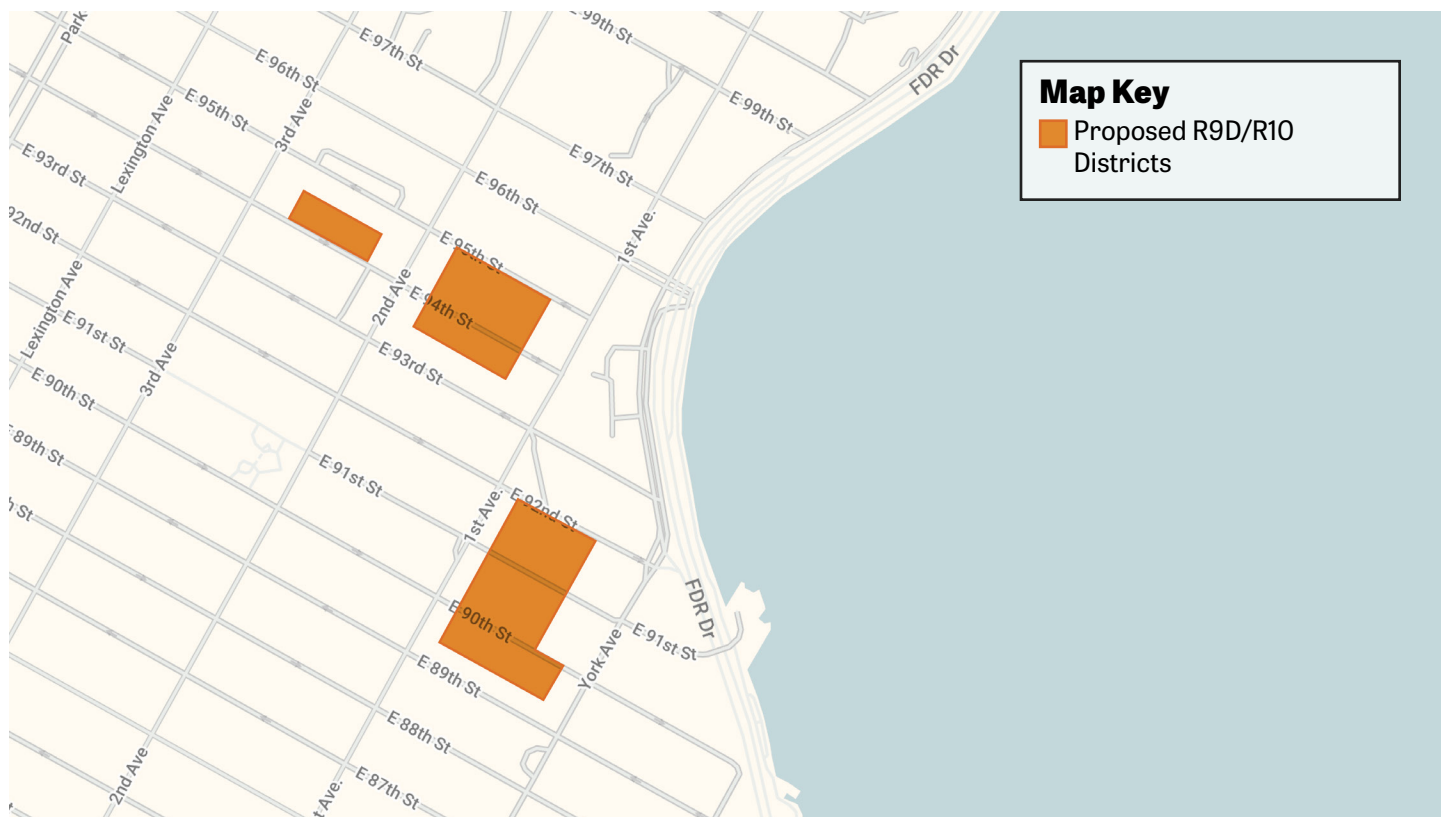 Map Key
Proposed R9D/R10
Districts
Park
E 97th St
E 99th St
FDR Dr
E 96th St
E 95th St
3rd Ave
Lexington Ave
E 99th St
E 93rd St
E 97th St
E 96th St
92nd St
1st Ave.
E 95th St
2nd Ave
E 94th St
Lexington Ave
E 91st St
3rd Ave
E 93rd St
E 90th St
89th St
E 91st St
1st Ave.
E 92nd St
St
FDR Dr
E 90th St
E 91st St
York Ave
E 89th St
E 88th St
2nd Ave
E 87th St
t Ave.